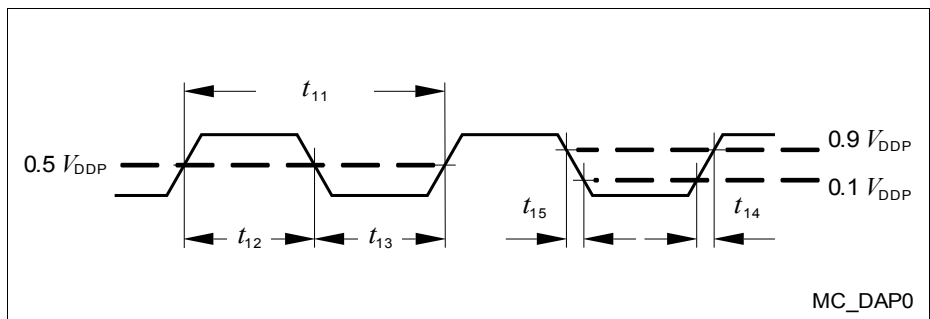 t11
0.5 VDDP
0.9 VDDP
0.1 VDDP
t15
t14
t12
t13
MC_DAP0